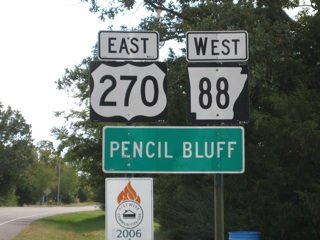 EAST WEST
270 88
PENCIL BLUFF
2006